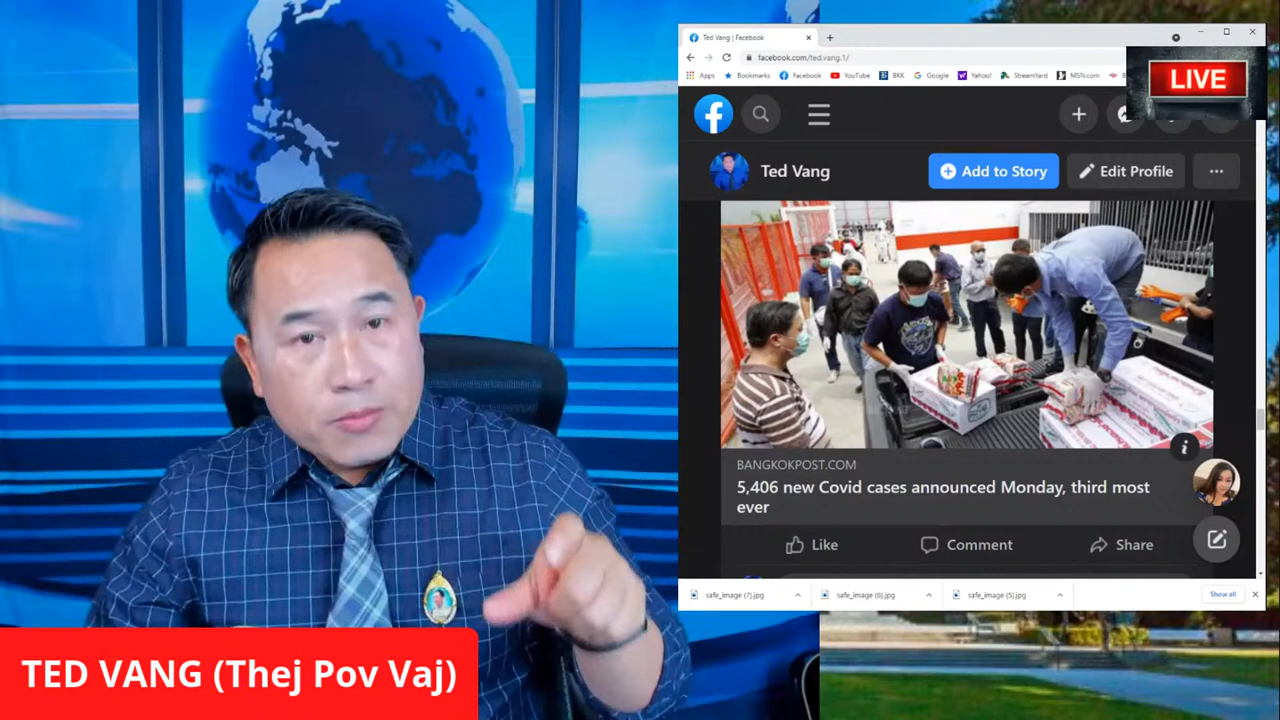 Ted Vang | Facebook
facebook.com/ted.vang.1/
Apps Bookmarks Facebook YouTube BKK Google Yahoo! StreamYard MSN.com
LIVE
Ted Vang
Add to Story
Edit Profile
BANGKOKPOST.COM
5,406 new Covid cases announced Monday, third most
ever
Like Comment Share
safe_image (7).jpg safe_image (6).jpg safe_image (5).jpg Show all
TED VANG (Thej Pov Vaj)